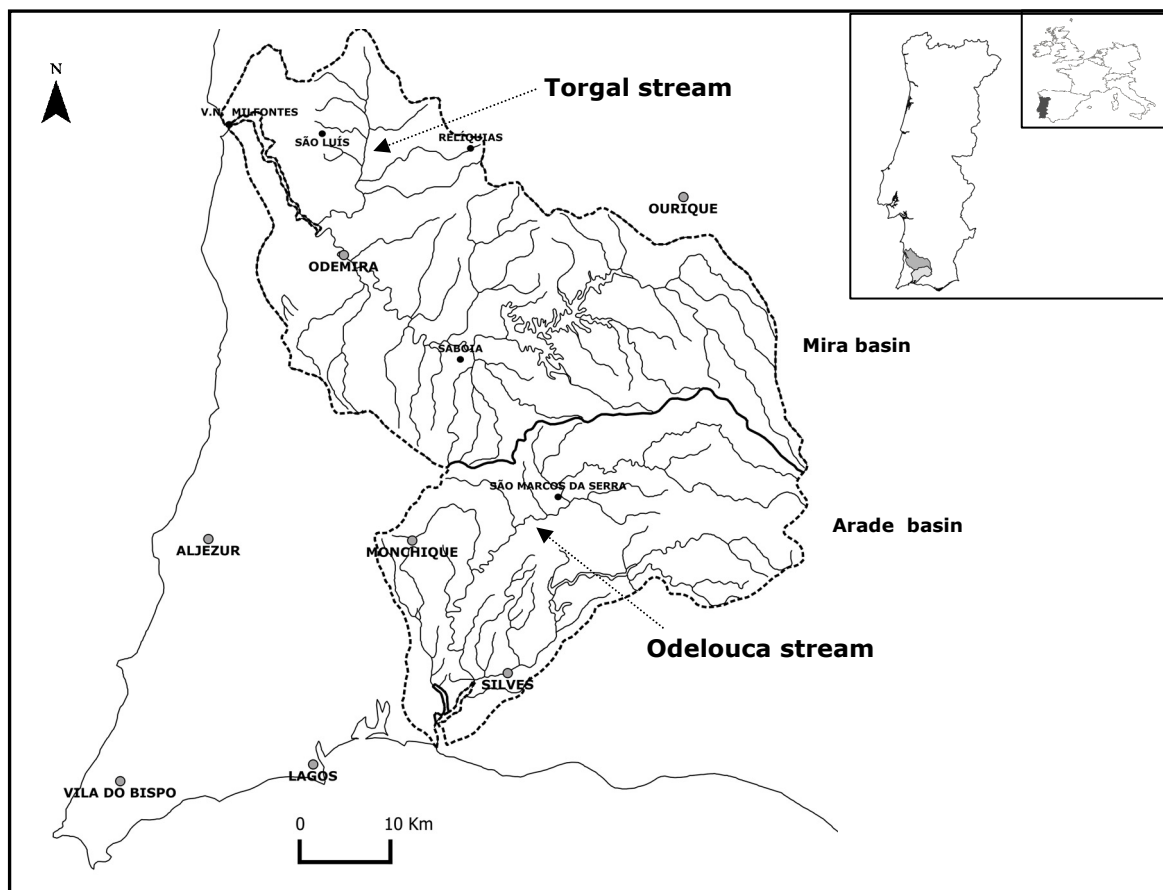 N
Torgal stream
V.N. MILFONTES
SÃO LUÍS
RELÍQUIAS
OURIQUE
ODEMIRA
SABÓIA
Mira basin
SÃO MARCOS DA SERRA
Arade basin
ALJEZUR
MONCHIQUE
Odelouca stream
SILVES
LAGOS
VILA DO BISPO
0 10 Km